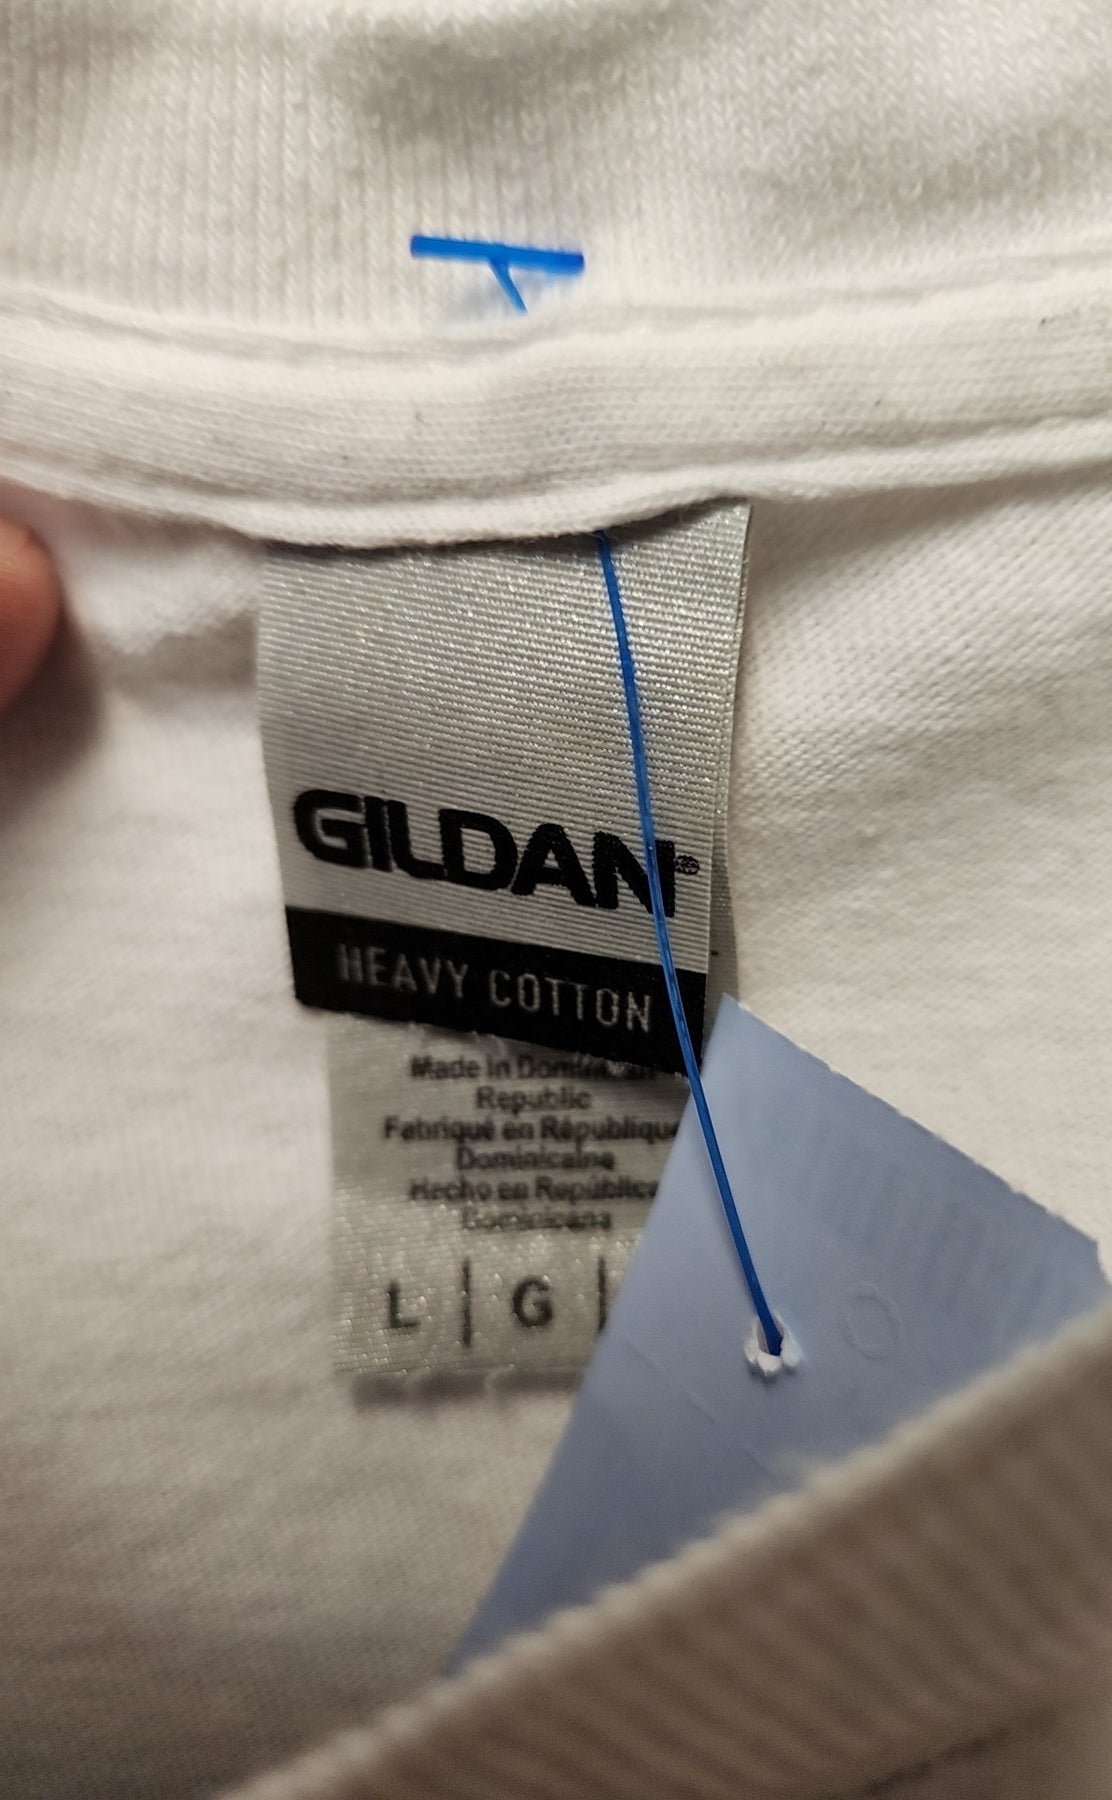 GILDAN®
HEAVY COTTON
Made in Dominican
Republic
Fabriqué en République
Dominicaine
Hecho en República
Dominicana
L | G |